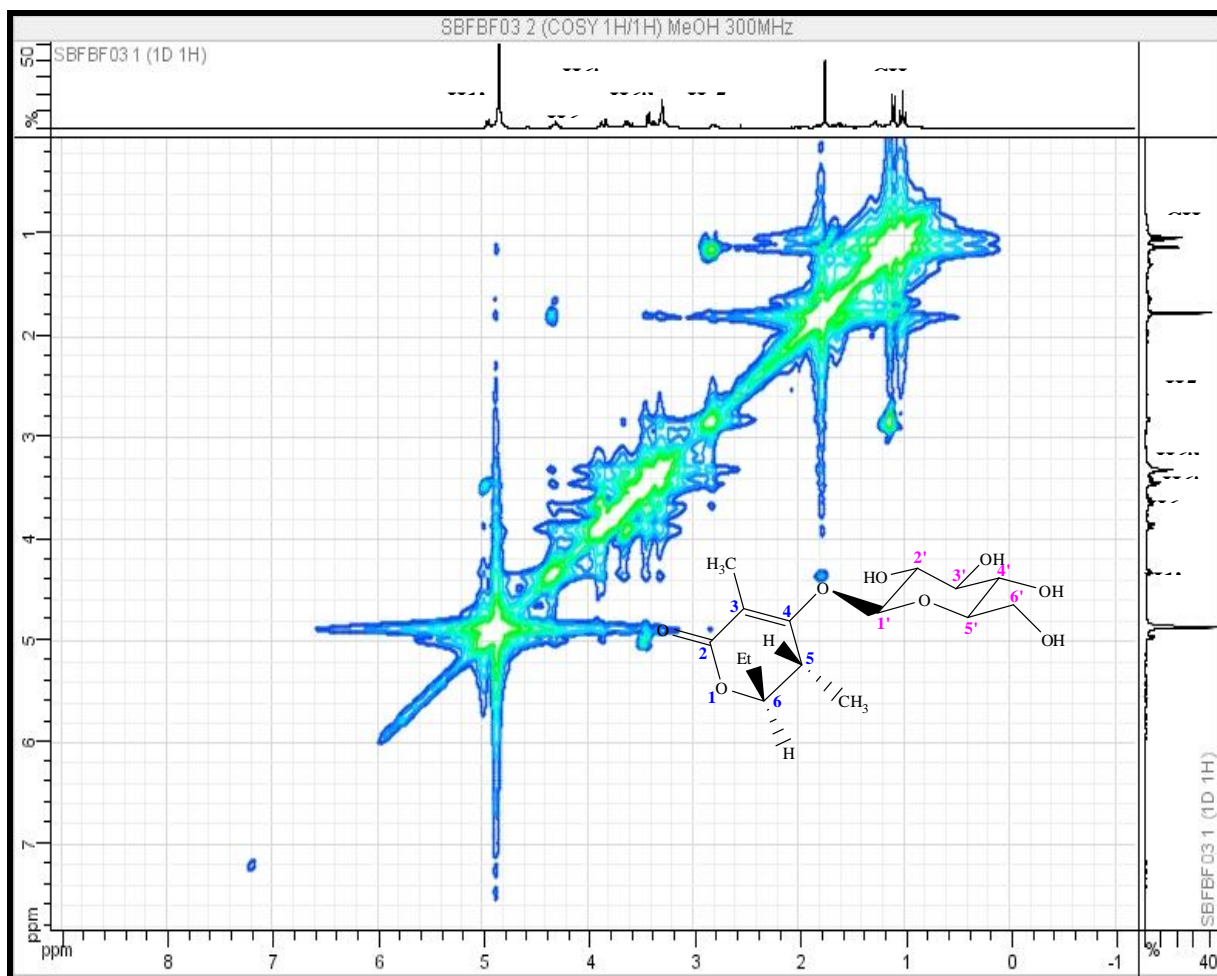 SBFBF03 2 (COSY 1H/1H) MeOH 300MHz
SBFBF03 1 (1D 1H)
50
%
1
2
3
4
5
6
7
ppm
ppm
8
7
6
5
4
3
2
1
0
-1
%
40
SBFBF03 1 (1D 1H)
H₃C
O
3
4
O
2
H
5
Et
O
1
6
CH₃
H
2'
OH
HO
3'
4'
OH
O
6'
1'
5'
OH